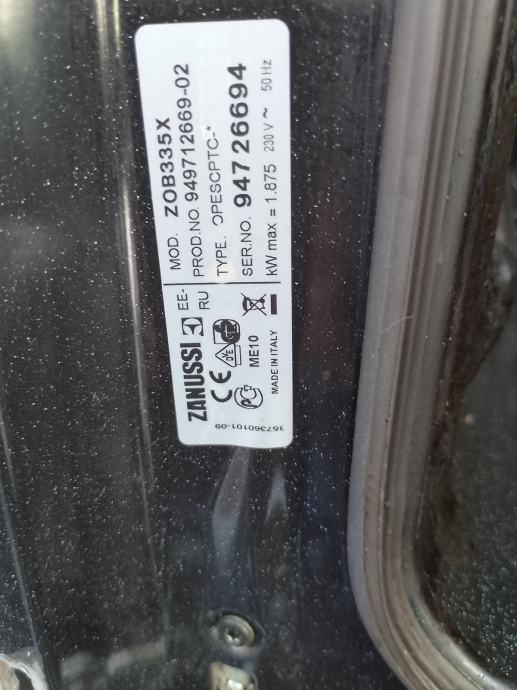 MOD. ZOB335X
PROD.NO. 949712669-02
TYPE. OPESCPTC-*
SER.NO. 94726694
kW max = 1.875 230 V ~ 50 Hz
ZANUSSI EE-
RU
CE
ME10
MADE IN ITALY
357360101-09